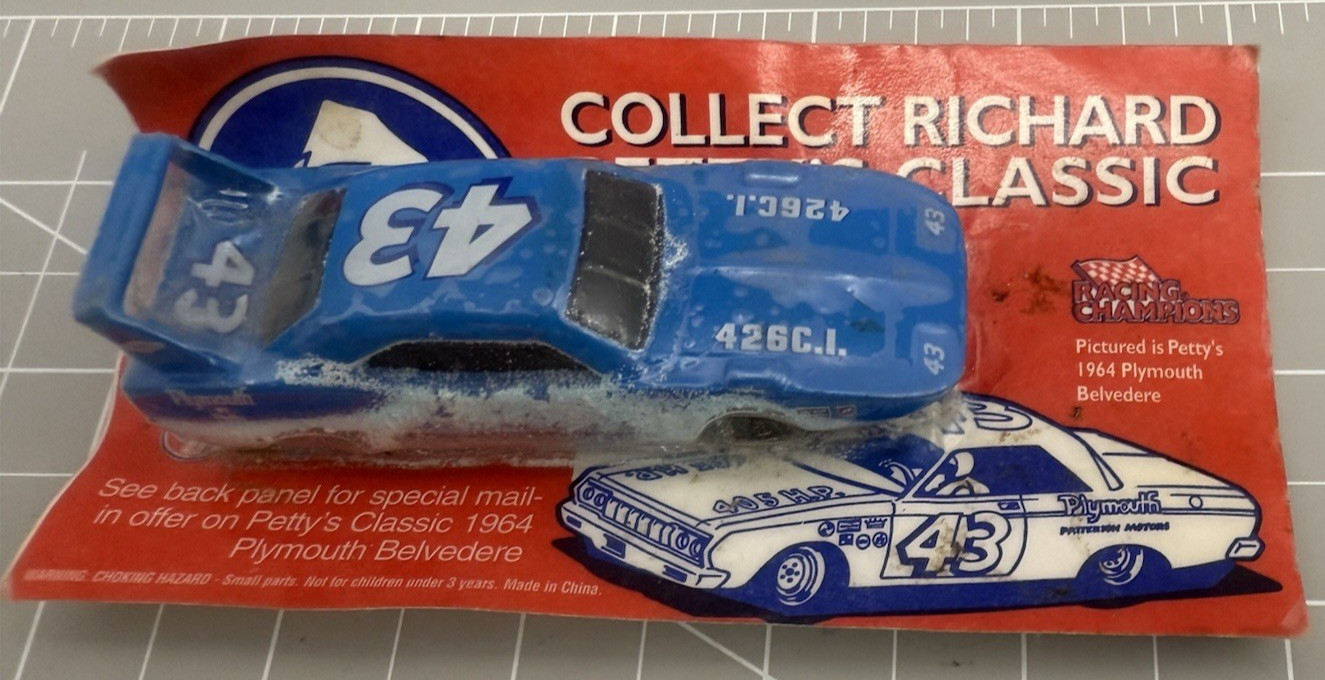 COLLECT RICHARD
CLASSIC
43
43
426C.I.
426C.I.
43
43
RACING
CHAMPIONS
Pictured is Petty's
1964 Plymouth
Belvedere
See back panel for special mail-
in offer on Petty's Classic 1964
Plymouth Belvedere
WARNING: CHOKING HAZARD - Small parts. Not for children under 3 years. Made in China.
405 H.P.
43
Plymouth
PATTERSON MOTORS